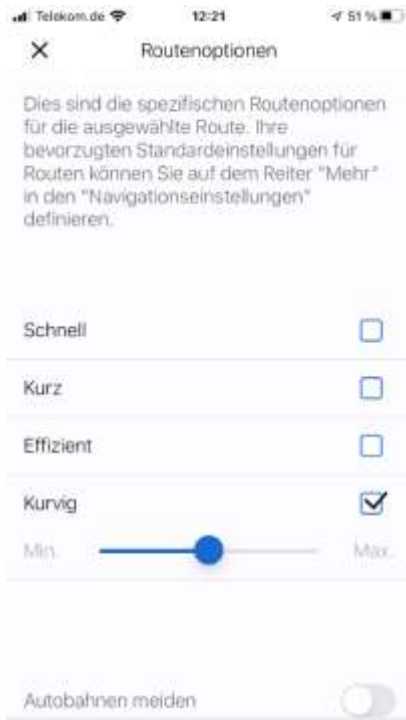 Telekom.de 12:21 51 %
Routenoptionen
Dies sind die spezifischen Routenoptionen
für die ausgewählte Route. Ihre
bevorzugten Standardeinstellungen für
Routen können Sie auf dem Reiter "Mehr"
in den "Navigationseinstellungen"
definieren.
Schnell
Kurz
Effizient
Kurvig
Min. Max.
Autobahnen meiden